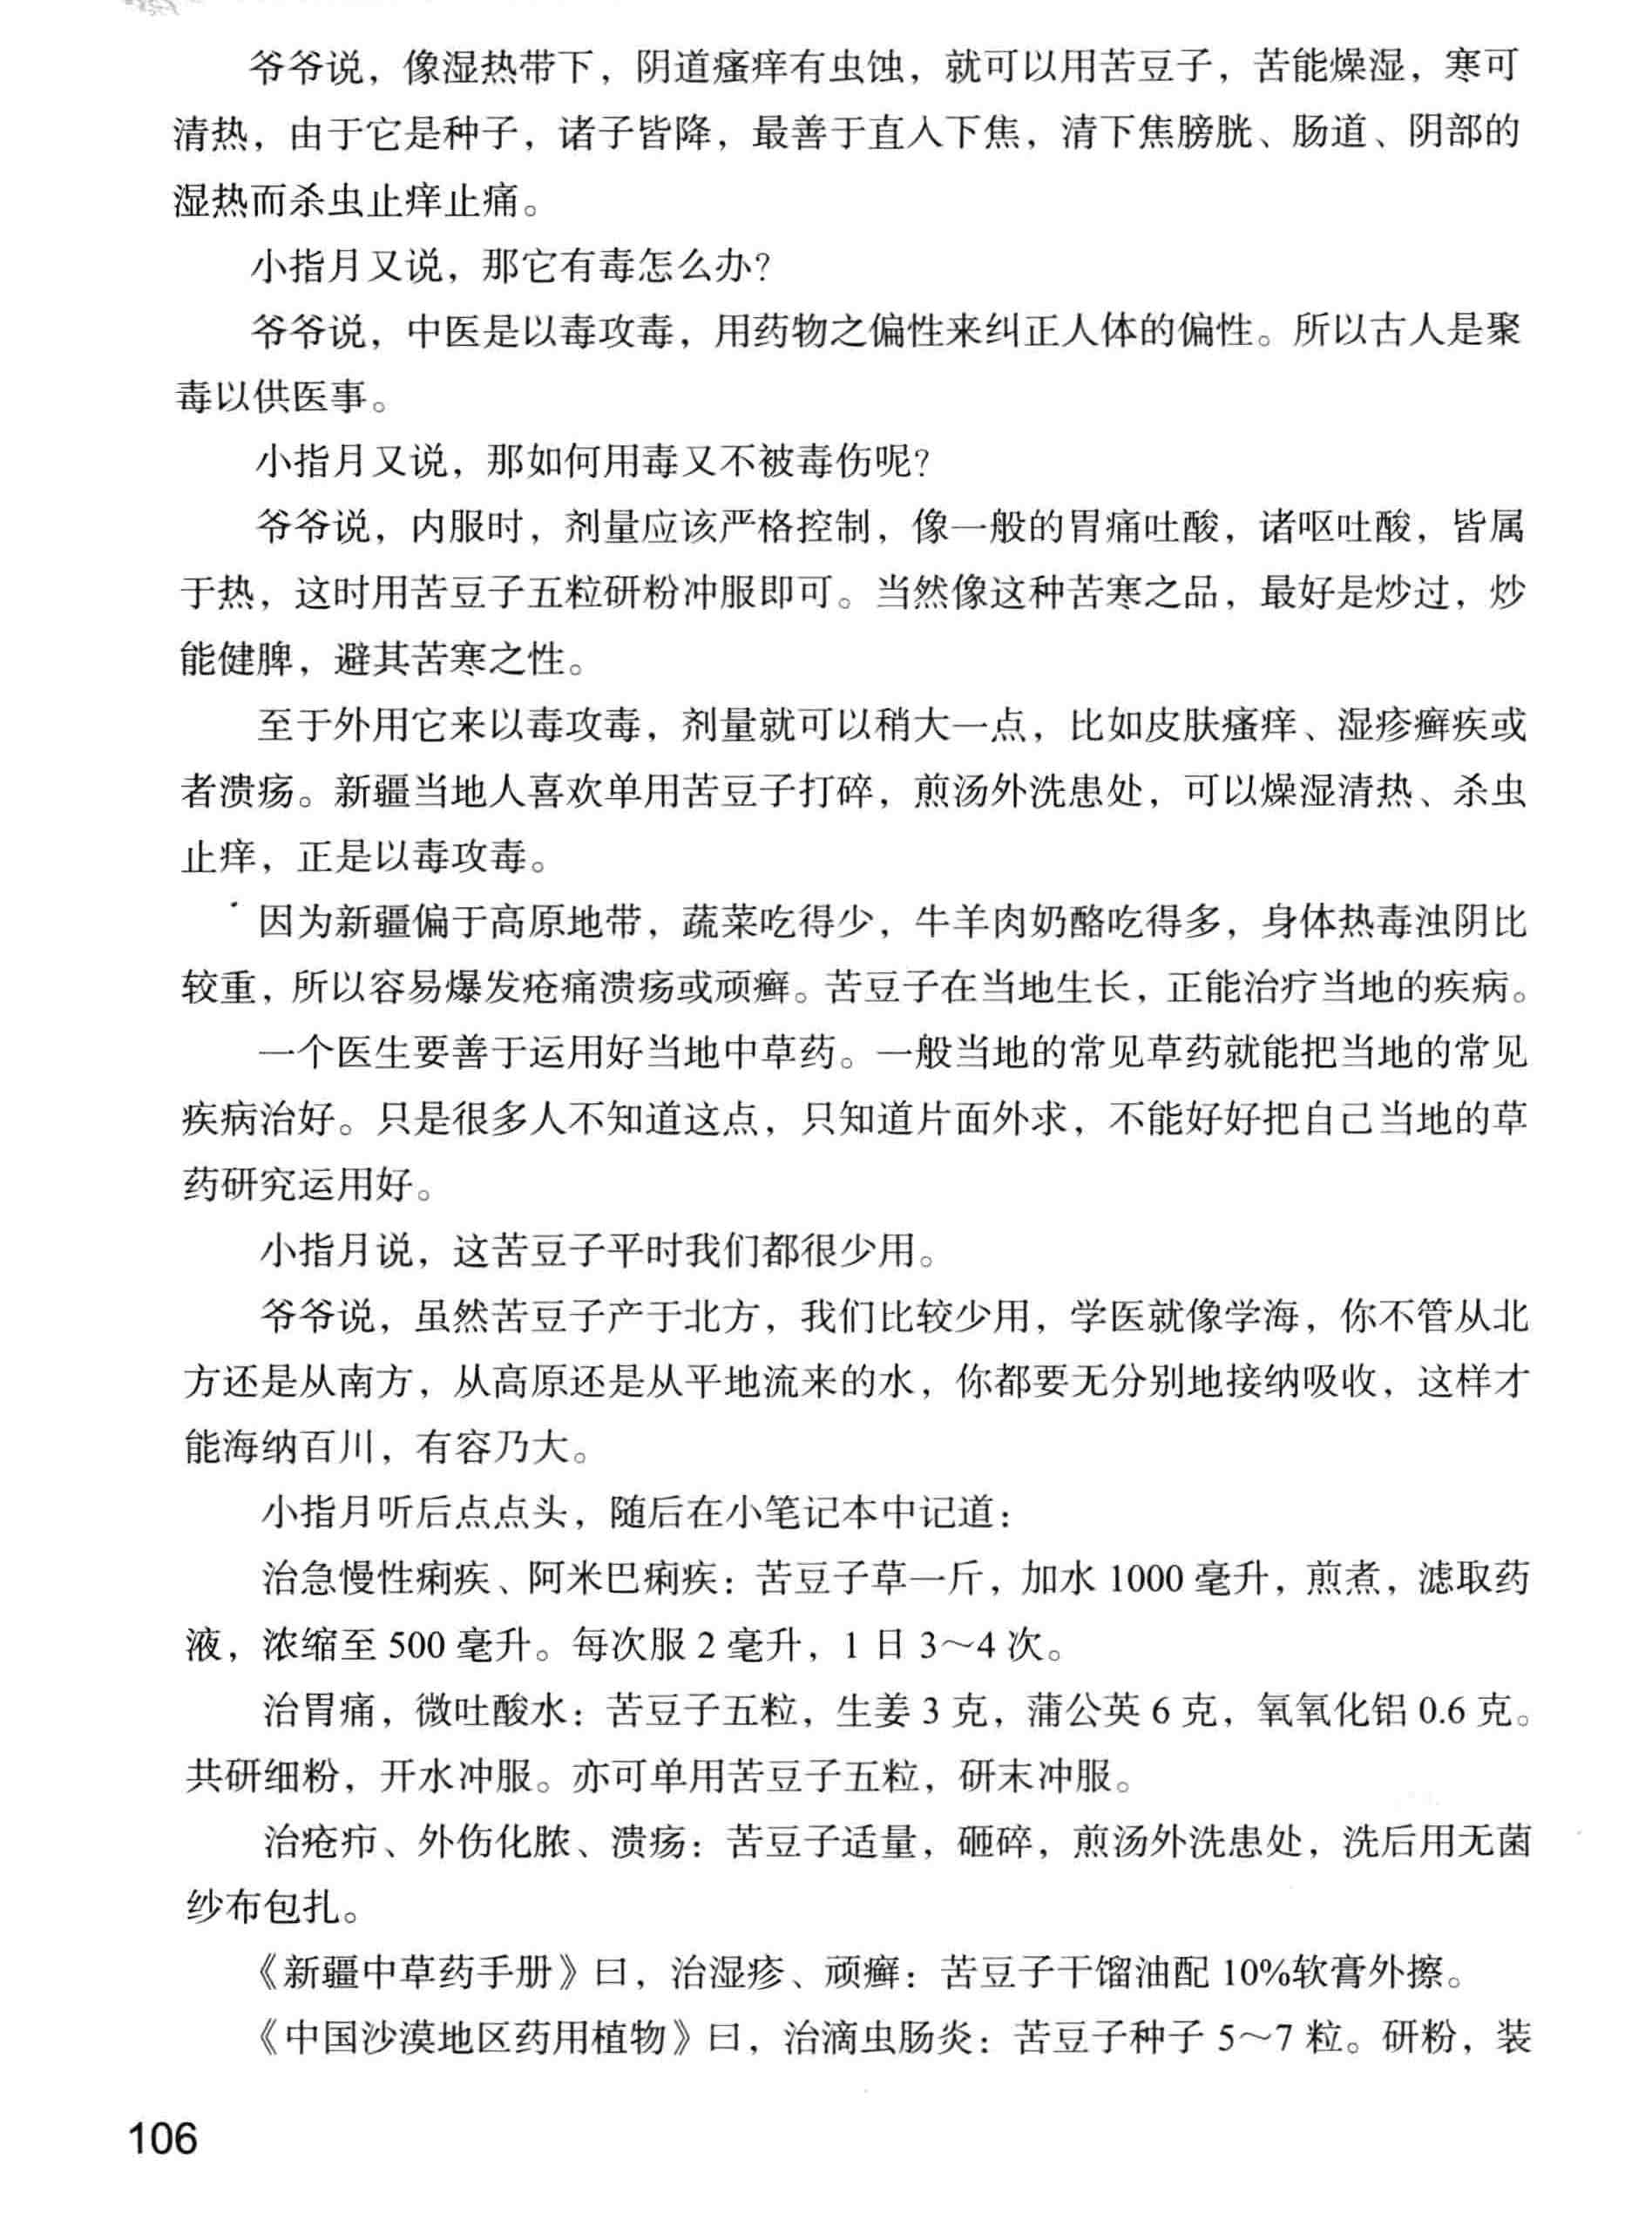 爷爷说，像湿热带下，阴道瘙痒有虫蚀，就可以用苦豆子，苦能燥湿，寒可
清热，由于它是种子，诸子皆降，最善于直入下焦，清下焦膀胱、肠道、阴部的
湿热而杀虫止痒止痛。
小指月又说，那它有毒怎么办？
爷爷说，中医是以毒攻毒，用药物之偏性来纠正人体的偏性。所以古人是聚
毒以供医事。
小指月又说，那如何用毒又不被毒伤呢？
爷爷说，内服时，剂量应该严格控制，像一般的胃痛吐酸，诸呕吐酸，皆属
于热，这时用苦豆子五粒研粉冲服即可。当然像这种苦寒之品，最好是炒过，炒
能健脾，避其苦寒之性。
至于外用它来以毒攻毒，剂量就可以稍大一点，比如皮肤瘙痒、湿疹癣疾或
者溃疡。新疆当地人喜欢单用苦豆子打碎，煎汤外洗患处，可以燥湿清热、杀虫
止痒，正是以毒攻毒。
因为新疆偏于高原地带，蔬菜吃得少，牛羊肉奶酪吃得多，身体热毒浊阴比
较重，所以容易爆发疮痛溃疡或顽癣。苦豆子在当地生长，正能治疗当地的疾病。
一个医生要善于运用好当地中草药。一般当地的常见草药就能把当地的常见
疾病治好。只是很多人不知道这点，只知道片面外求，不能好好把自己当地的草
药研究运用好。
小指月说，这苦豆子平时我们都很少用。
爷爷说，虽然苦豆子产于北方，我们比较少用，学医就像学海，你不管从北
方还是从南方，从高原还是从平地流来的水，你都要无分别地接纳吸收，这样才
能海纳百川，有容乃大。
小指月听后点点头，随后在小笔记本中记道：
治急慢性痢疾、阿米巴痢疾：苦豆子草一斤，加水 1000 毫升，煎煮，滤取药
液，浓缩至 500 毫升。每次服 2 毫升，1 日 3～4 次。
治胃痛，微吐酸水：苦豆子五粒，生姜 3 克，蒲公英 6 克，氧氧化铝 0.6 克。
共研细粉，开水冲服。亦可单用苦豆子五粒，研末冲服。
治疮疖、外伤化脓、溃疡：苦豆子适量，砸碎，煎汤外洗患处，洗后用无菌
纱布包扎。
《新疆中草药手册》曰，治湿疹、顽癣：苦豆子干馏油配 10%软膏外擦。
《中国沙漠地区药用植物》曰，治滴虫肠炎：苦豆子种子 5～7 粒。研粉，装
106